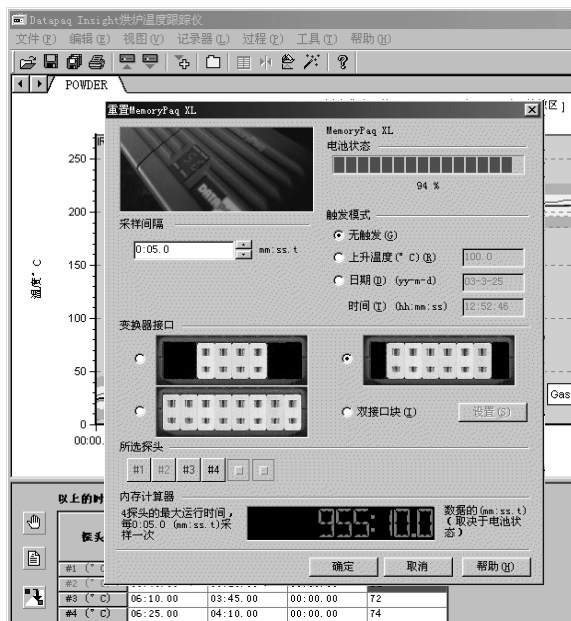 Datapaq Insight烘炉温度跟踪仪
文件(F) 编辑(E) 视图(V) 记录器(L) 过程(P) 工具(T) 帮助(H)
POWDER
重置MemoryPaq XL
区 ]
MemoryPaq XL
电池状态
94 %
采样间隔
0:05.0 mm:ss.t
触发模式
无触发(G)
上升温度(°C)(R) 100.0
日期(D) (yy-m-d) 03-3-25
时间(T) (hh:mm:ss) 12:52:46
变换器接口
双接口块(I) 设置(S)
所选探头
#1 #2 #3 #4
内存计算器
4探头的最大运行时间,
每0:05.0 (mm:ss.t)采
样一次
955:10.0
数据的(mm:ss.t)
(取决于电池状
态)
确定 取消 帮助(H)
温度°C
250
200
150
100
50
0
00:00.
Gas
以上的时
探头
#1 (°C
#2 (°C
#3 (°C) 06:10.00 03:45.00 00:00.00 72
#4 (°C) 06:25.00 04:10.00 00:00.00 74